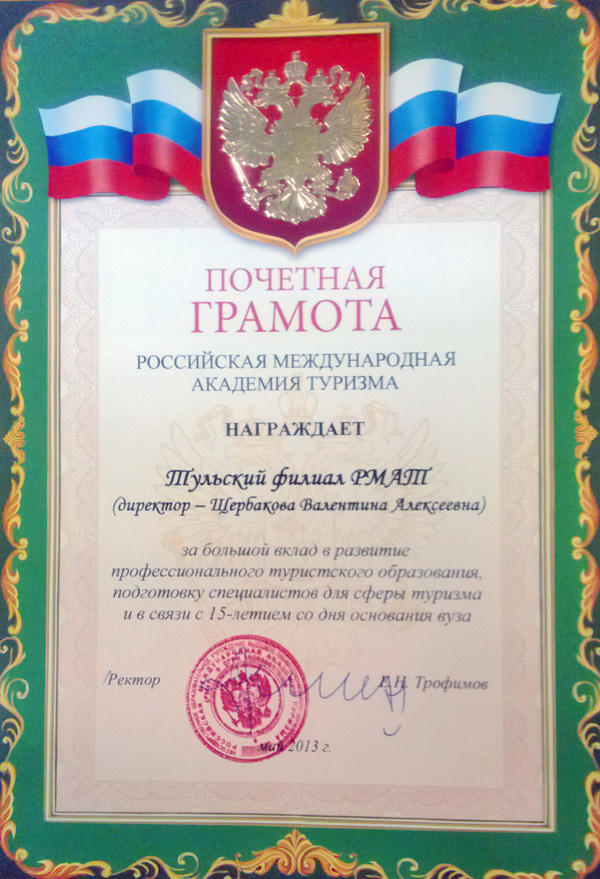 ПОЧЕТНАЯ
ГРАМОТА
РОССИЙСКАЯ МЕЖДУНАРОДНАЯ
АКАДЕМИЯ ТУРИЗМА
НАГРАЖДАЕТ
Тульский филиал РМАТ
(директор – Щербакова Валентина Алексеевна)
за большой вклад в развитие
профессионального туристского образования,
подготовку специалистов для сферы туризма
и в связи с 15-летием со дня основания вуза
/Ректор Е.Н. Трофимов
май 2013 г.